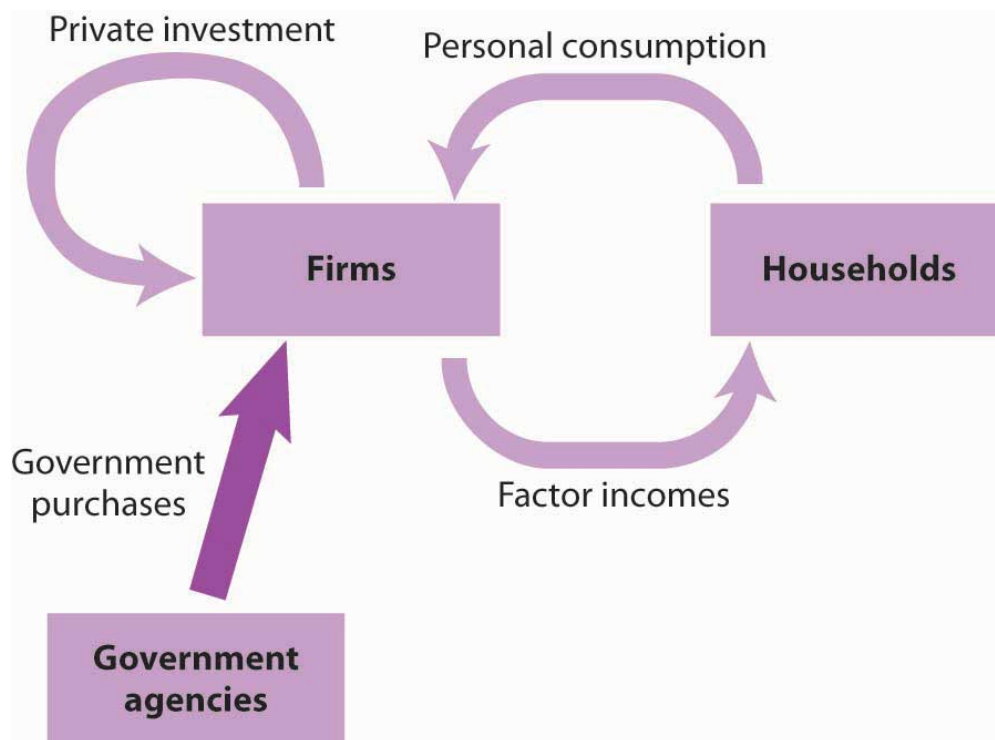 Private investment
Personal consumption
Firms
Households
Government
purchases
Factor incomes
Government
agencies